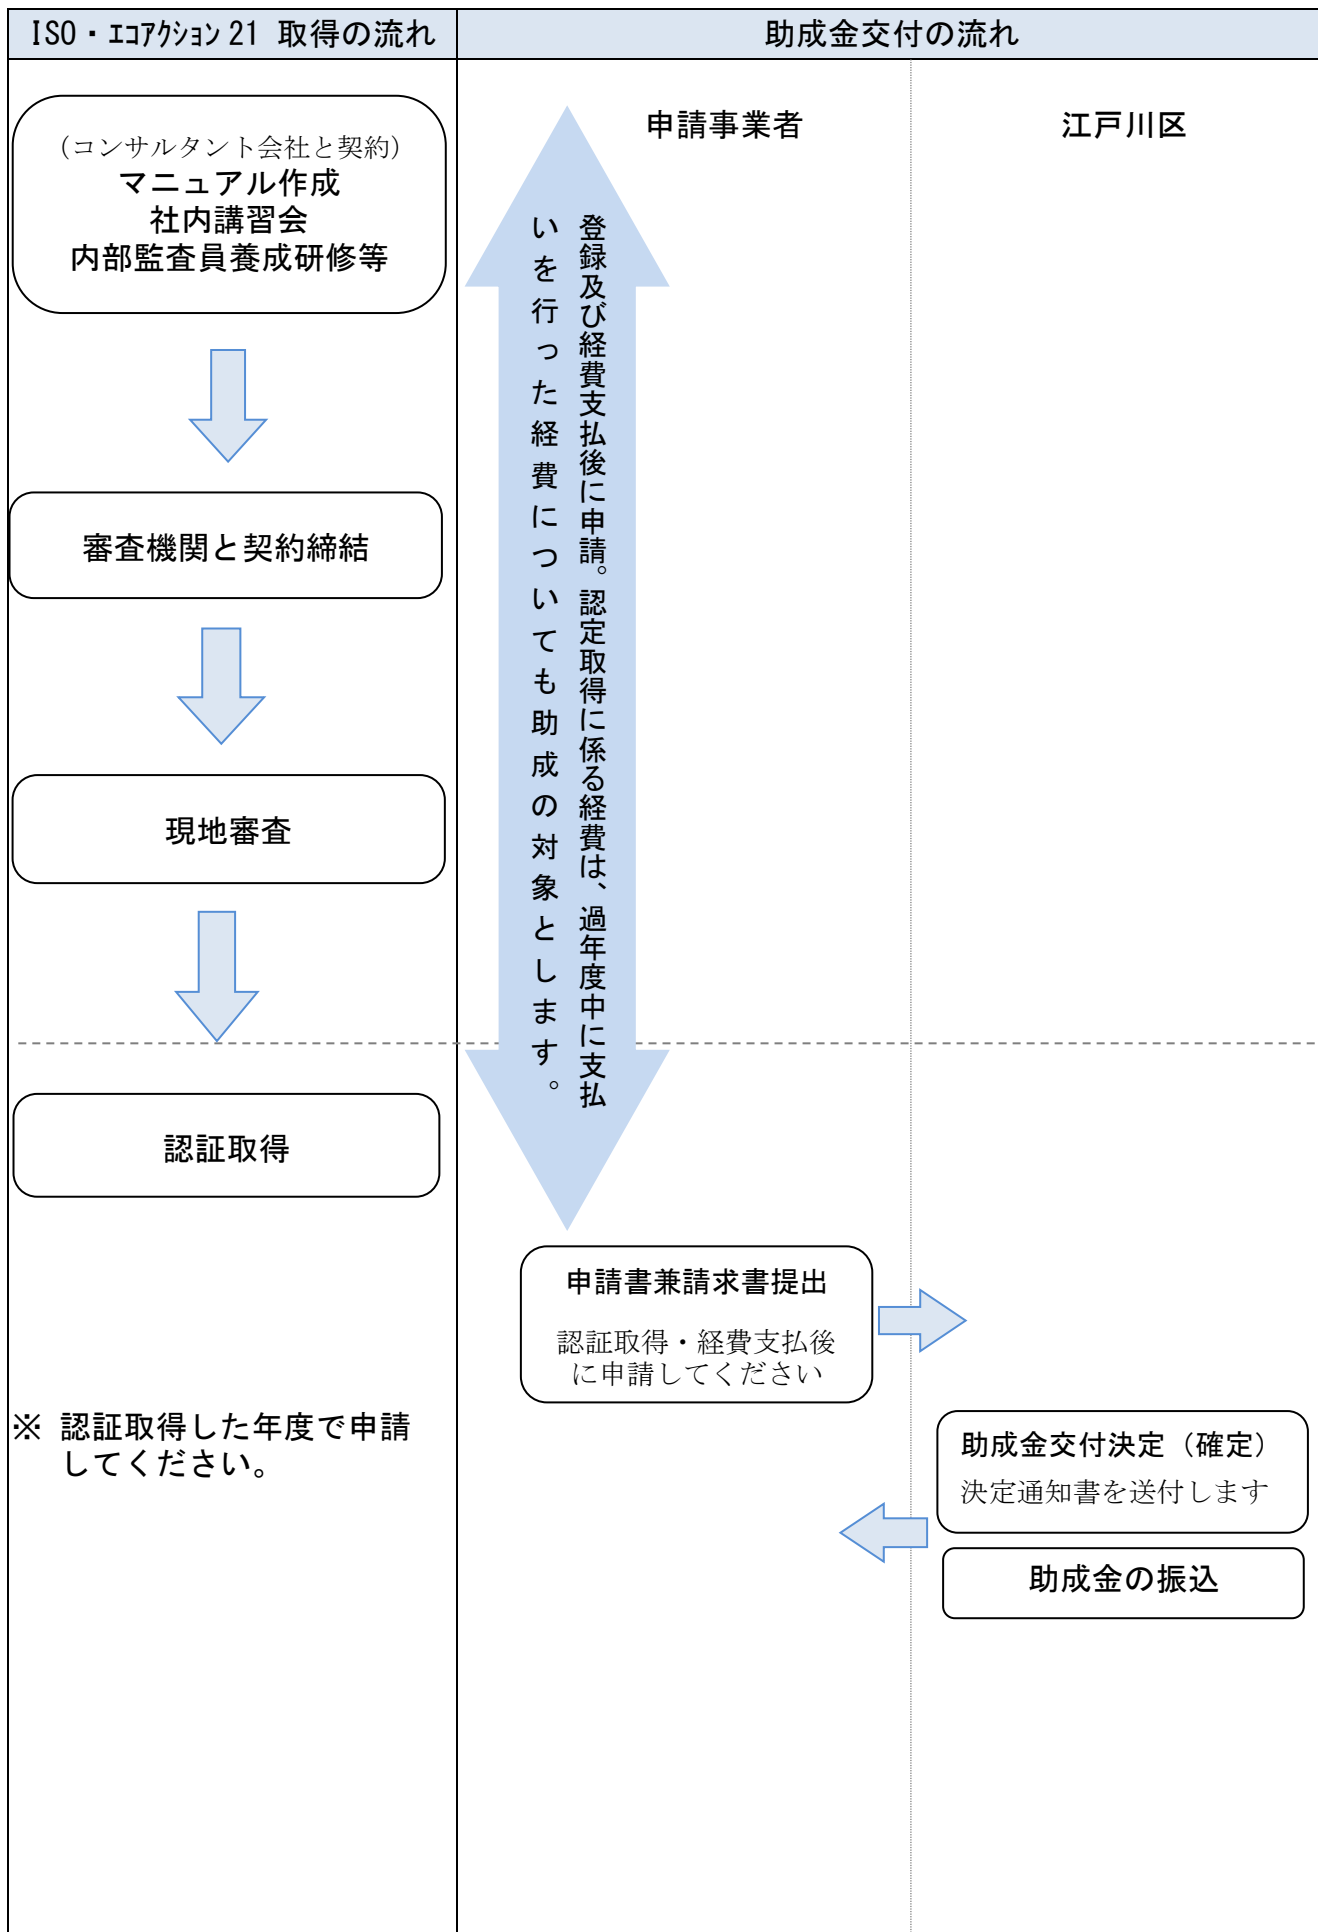 ISO・ｴｺｱｸｼｮﾝ 21 取得の流れ
助成金交付の流れ
申請事業者
江戸川区
（コンサルタント会社と契約）
マニュアル作成
社内講習会
内部監査員養成研修等
審査機関と契約締結
現地審査
認証取得
登録及び経費支払後に申請。認定取得に係る経費は、過年度中に支払
いを行った経費についても助成の対象とします。
申請書兼請求書提出
認証取得・経費支払後
に申請してください
※ 認証取得した年度で申請
してください。
助成金交付決定（確定）
決定通知書を送付します
助成金の振込